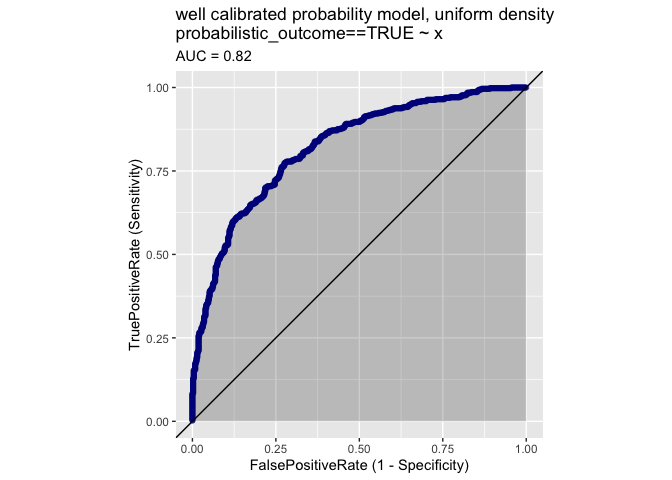 well calibrated probability model, uniform density
probabilistic_outcome==TRUE ~ x
AUC = 0.82
1.00
0.75
0.50
0.25
0.00
TruePositiveRate (Sensitivity)
0.00 0.25 0.50 0.75 1.00
FalsePositiveRate (1 - Specificity)